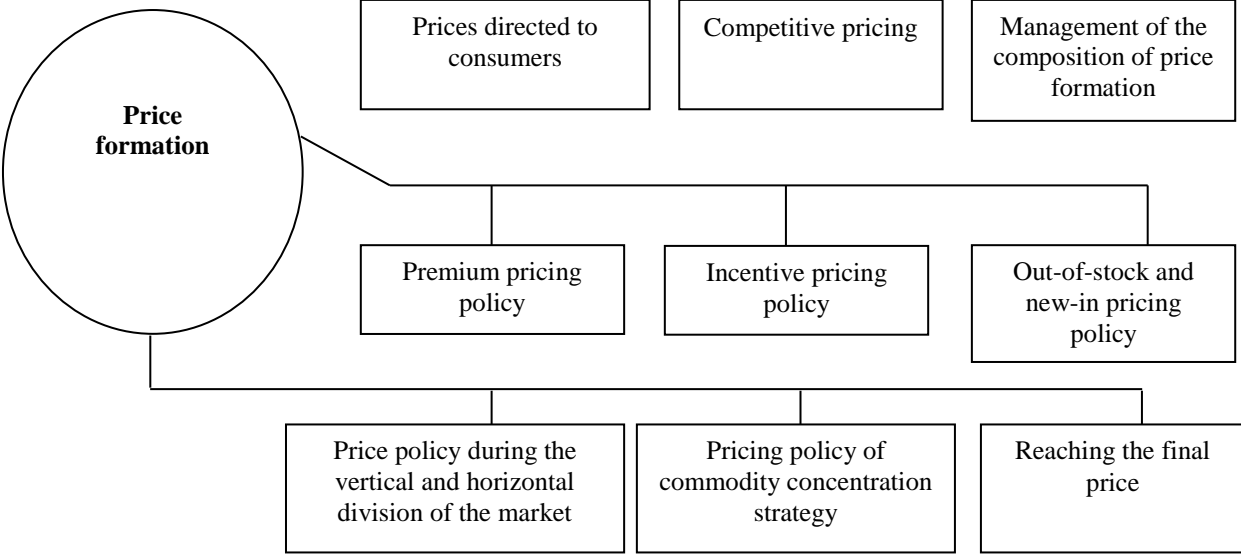 Price
formation
Prices directed to
consumers
Competitive pricing
Management of the
composition of price
formation
Premium pricing
policy
Incentive pricing
policy
Out-of-stock and
new-in pricing
policy
Price policy during the
vertical and horizontal
division of the market
Pricing policy of
commodity concentration
strategy
Reaching the final
price